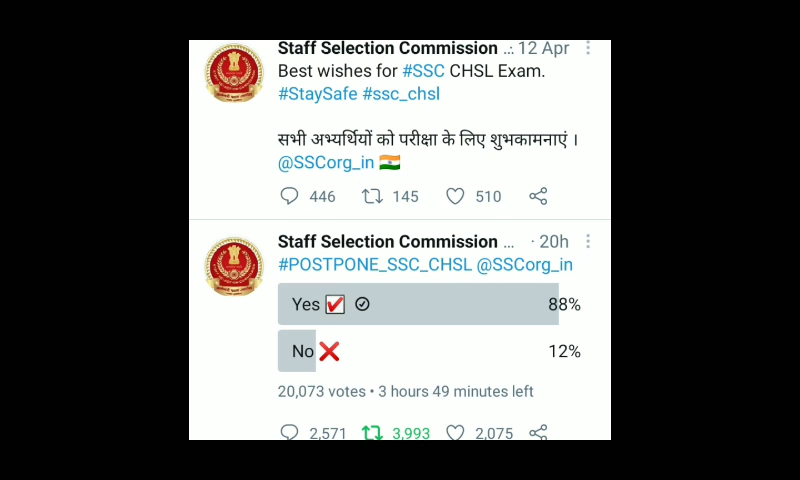 Staff Selection Commission ... · 12 Apr
Best wishes for #SSC CHSL Exam.
#StaySafe #ssc_chsl
सभी अभ्यर्थियों को परीक्षा के लिए शुभकामनाएं ।
@SSCorg_in 🇮🇳
446 145 510
Staff Selection Commission ... · 20h
#POSTPONE_SSC_CHSL @SSCorg_in
Yes ☑ 88%
No ❌ 12%
20,073 votes • 3 hours 49 minutes left
2,571 3,993 2,075